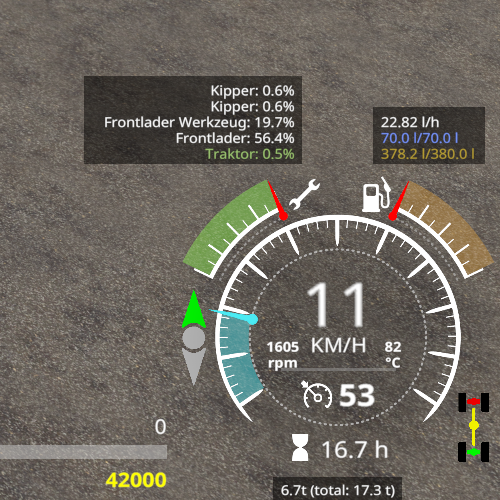 Kipper: 0.6%
Kipper: 0.6%
Frontlader Werkzeug: 19.7%
Frontlader: 56.4%
Traktor: 0.5%
22.82 l/h
70.0 l/70.0 l
378.2 l/380.0 l
11
KM/H
1605
rpm
82
°C
53
16.7 h
0
42000
6.7t (total: 17.3 t)